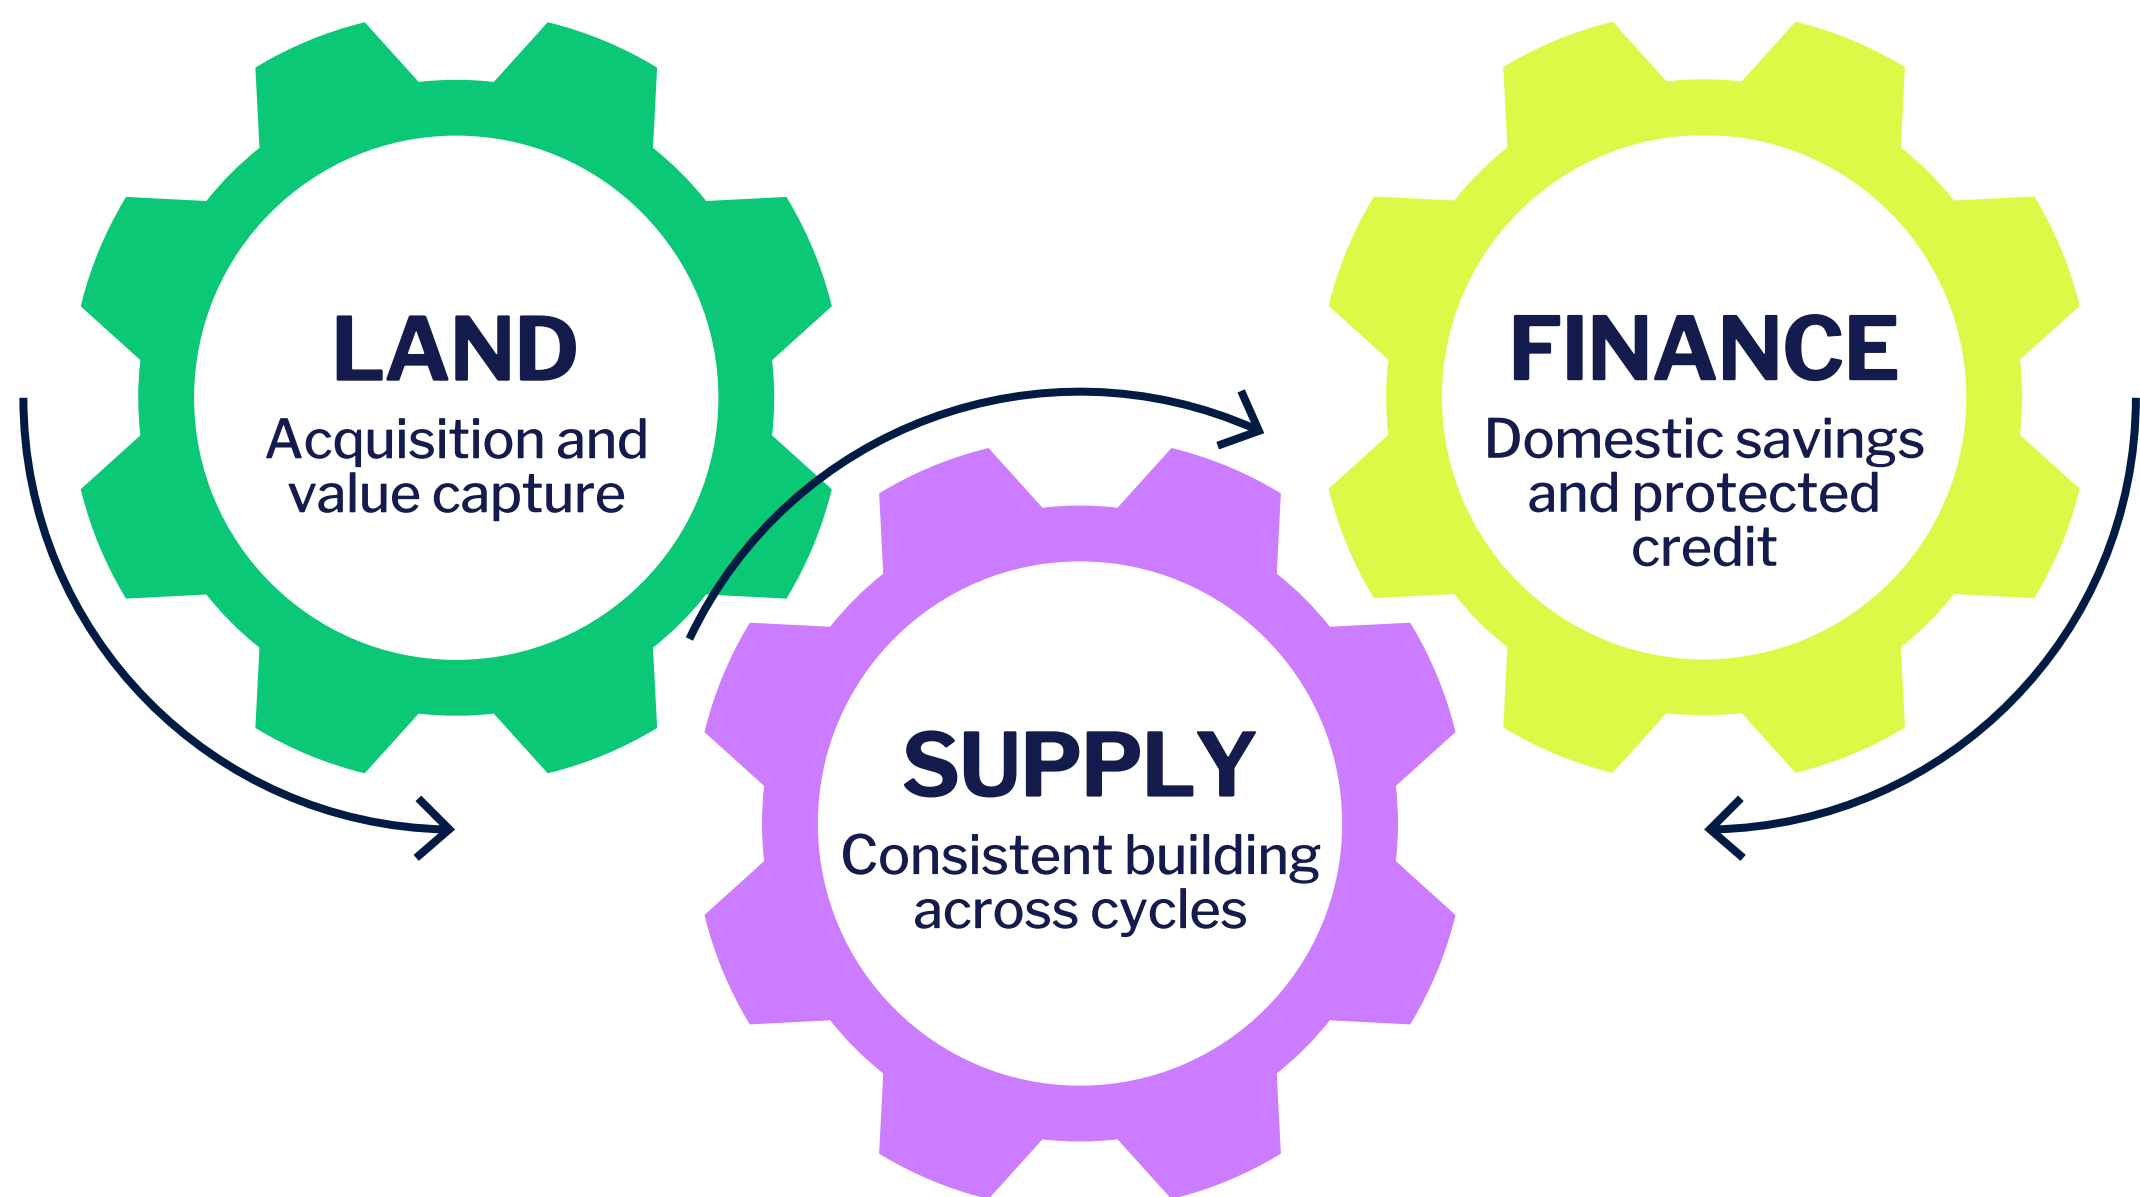 LAND
Acquisition and
value capture
SUPPLY
Consistent building
across cycles
FINANCE
Domestic savings
and protected
credit